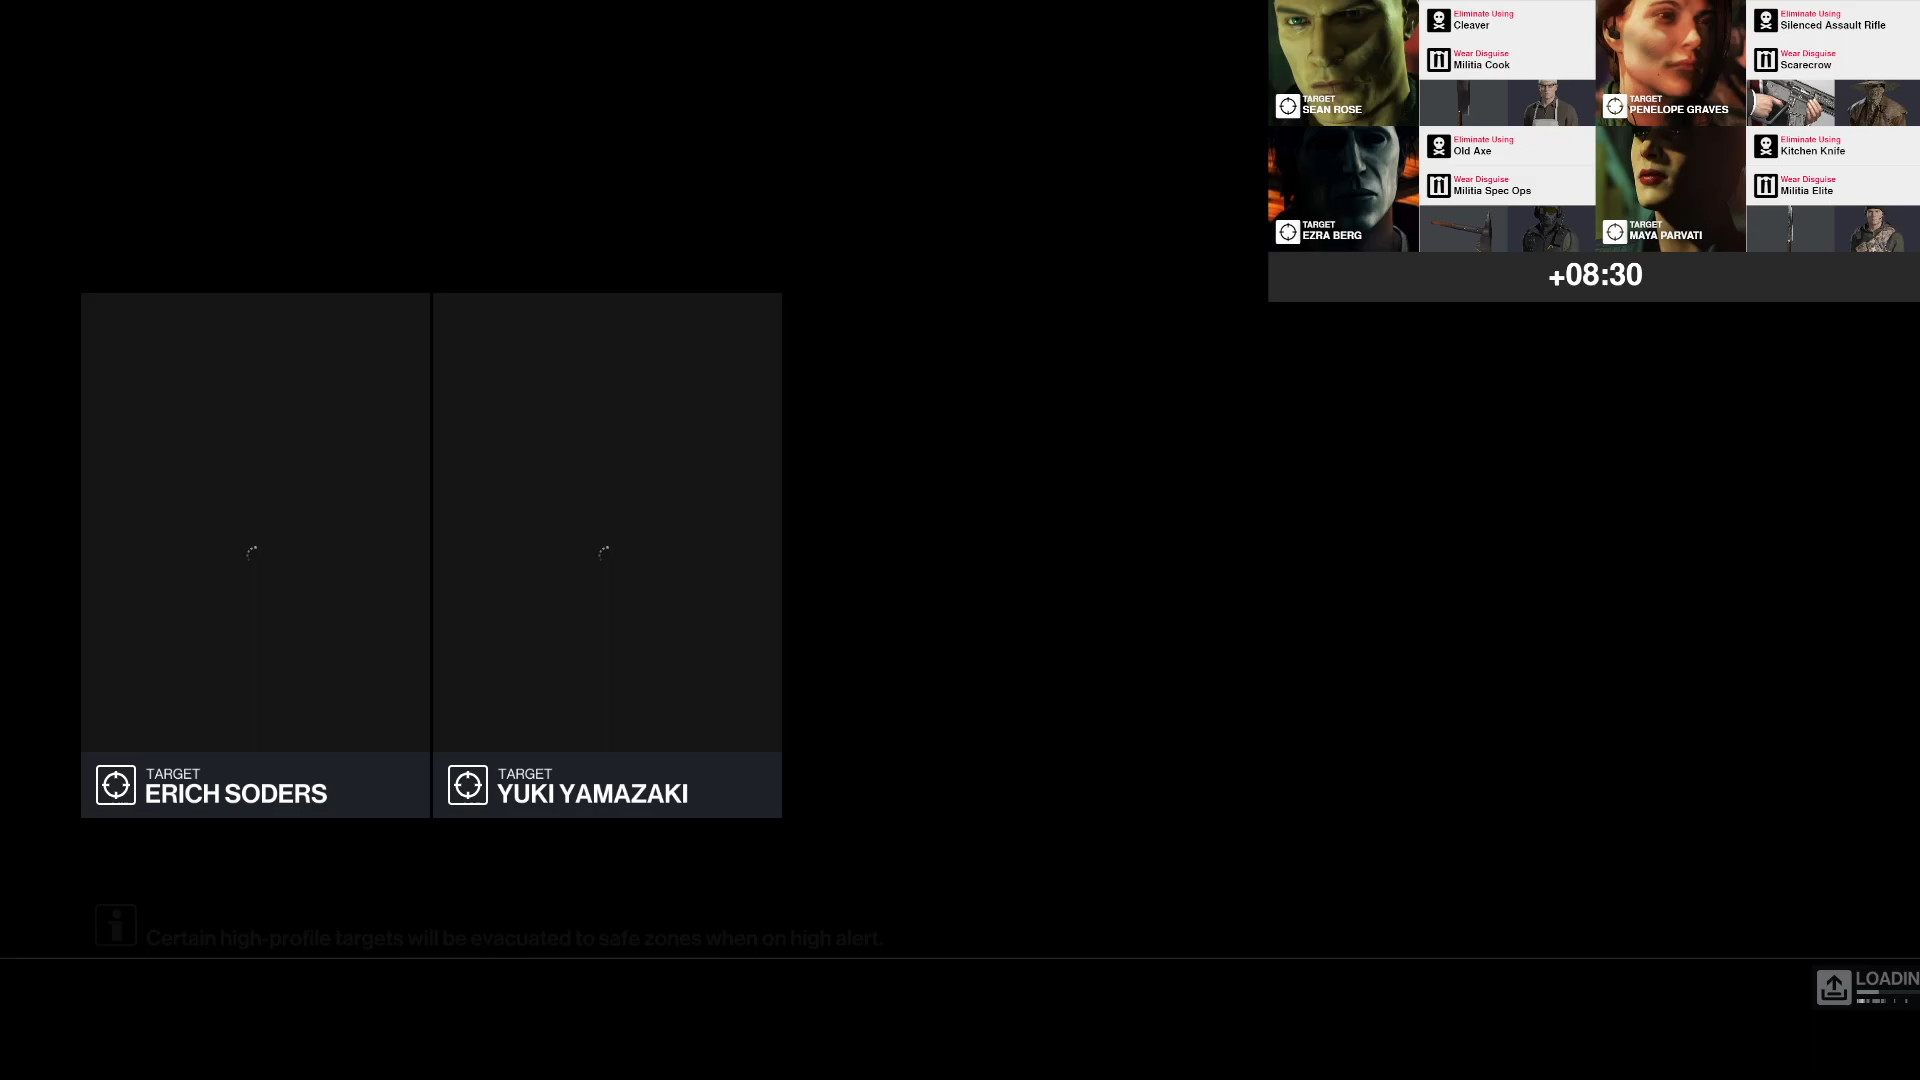 Eliminate Using
Cleaver
Wear Disguise
Militia Cook
TARGET
SEAN ROSE
Eliminate Using
Silenced Assault Rifle
Wear Disguise
Scarecrow
TARGET
PENELOPE GRAVES
Eliminate Using
Old Axe
Wear Disguise
Militia Spec Ops
TARGET
EZRA BERG
Eliminate Using
Kitchen Knife
Wear Disguise
Militia Elite
TARGET
MAYA PARVATI
+08:30
TARGET
ERICH SODERS
TARGET
YUKI YAMAZAKI
Certain high-profile targets will be evacuated to safe zones when on high alert.
LOADIN